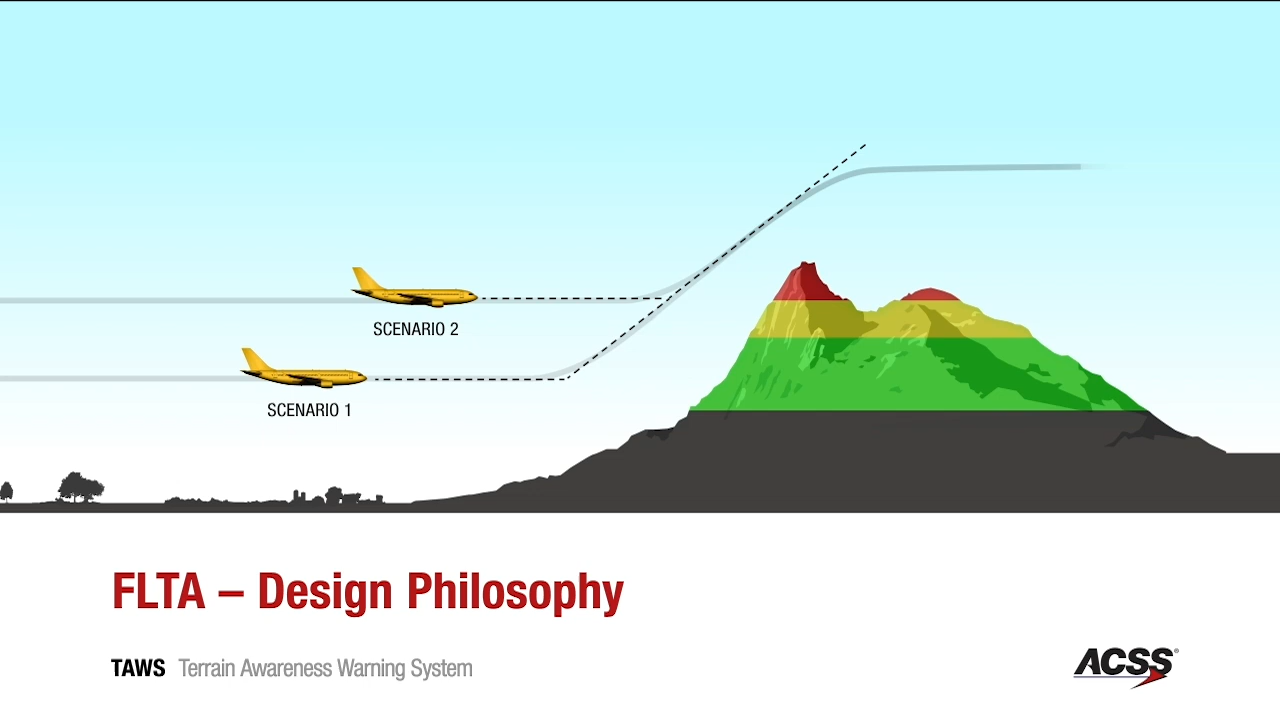 SCENARIO 2
SCENARIO 1
FLTA – Design Philosophy
TAWS Terrain Awareness Warning System
ACSS®